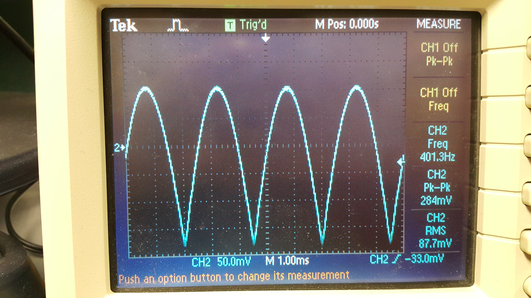 Tek
T Trig'd
M Pos: 0.000s
MEASURE
CH1 Off
Pk-Pk
CH1 Off
Freq
CH2
Freq
401.3Hz
CH2
Pk-Pk
284mV
CH2
RMS
87.7mV
2
CH2 50.0mV
M 1.00ms
CH2 -33.0mV
Push an option button to change its measurement